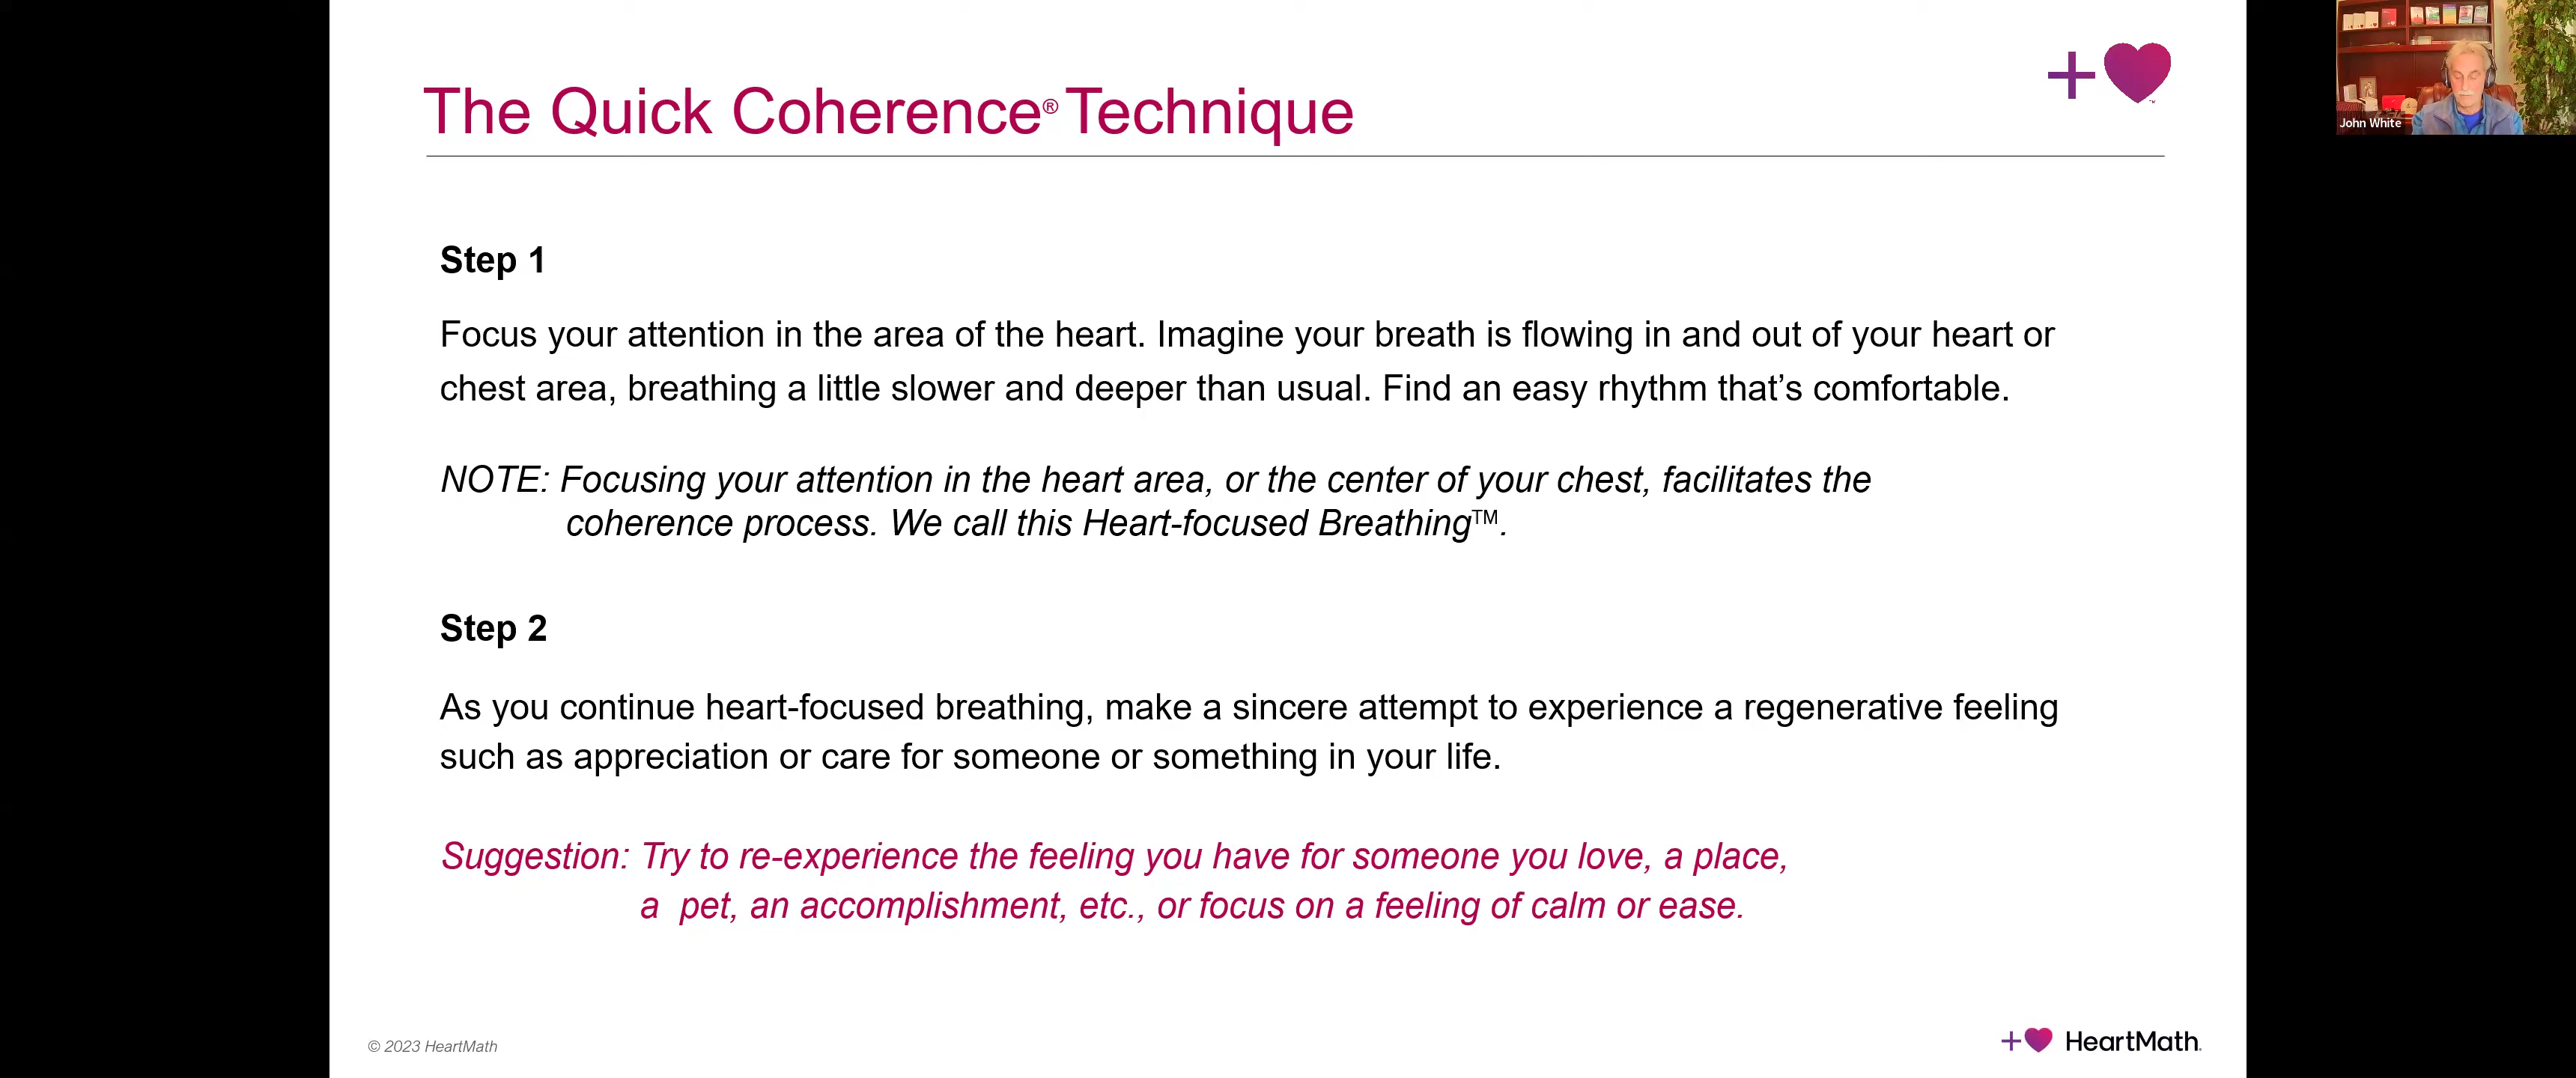 The Quick Coherence® Technique
John White
Step 1
Focus your attention in the area of the heart. Imagine your breath is flowing in and out of your heart or
chest area, breathing a little slower and deeper than usual. Find an easy rhythm that’s comfortable.
NOTE: Focusing your attention in the heart area, or the center of your chest, facilitates the
coherence process. We call this Heart-focused Breathing™.
Step 2
As you continue heart-focused breathing, make a sincere attempt to experience a regenerative feeling
such as appreciation or care for someone or something in your life.
Suggestion: Try to re-experience the feeling you have for someone you love, a place,
a pet, an accomplishment, etc., or focus on a feeling of calm or ease.
© 2023 HeartMath
HeartMath